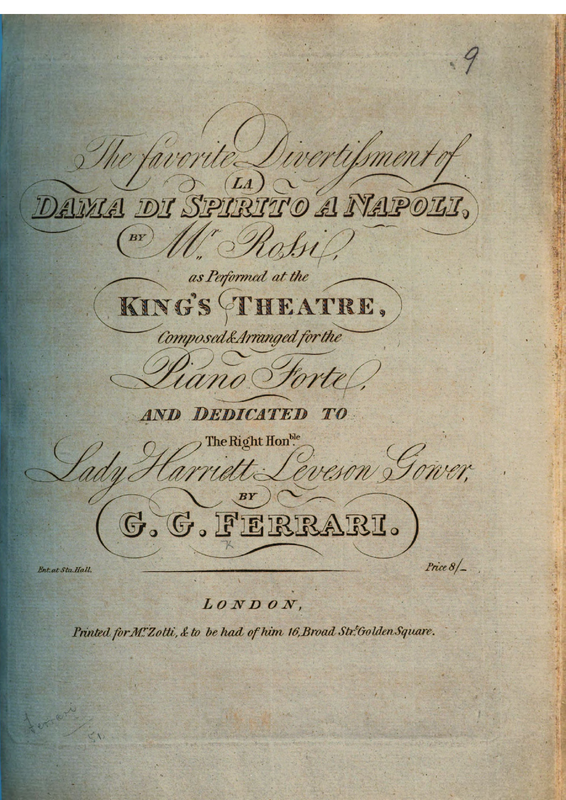 9
The favorite Divertissment of
LA
DAMA DI SPIRITO A NAPOLI,
BY Mr. Rossi,
as Performed at the
KING'S THEATRE,
Composed & Arranged for the
Piano Forte,
AND DEDICATED TO
The Right Honble.
Lady Harriett Leveson Gower,
BY
G. G. FERRARI.
Ent. at Sta. Hall.
Price 8/_
LONDON,
Printed for Mr. Zotti, & to be had of him 16, Broad Strt. Golden Square.
Ferrari